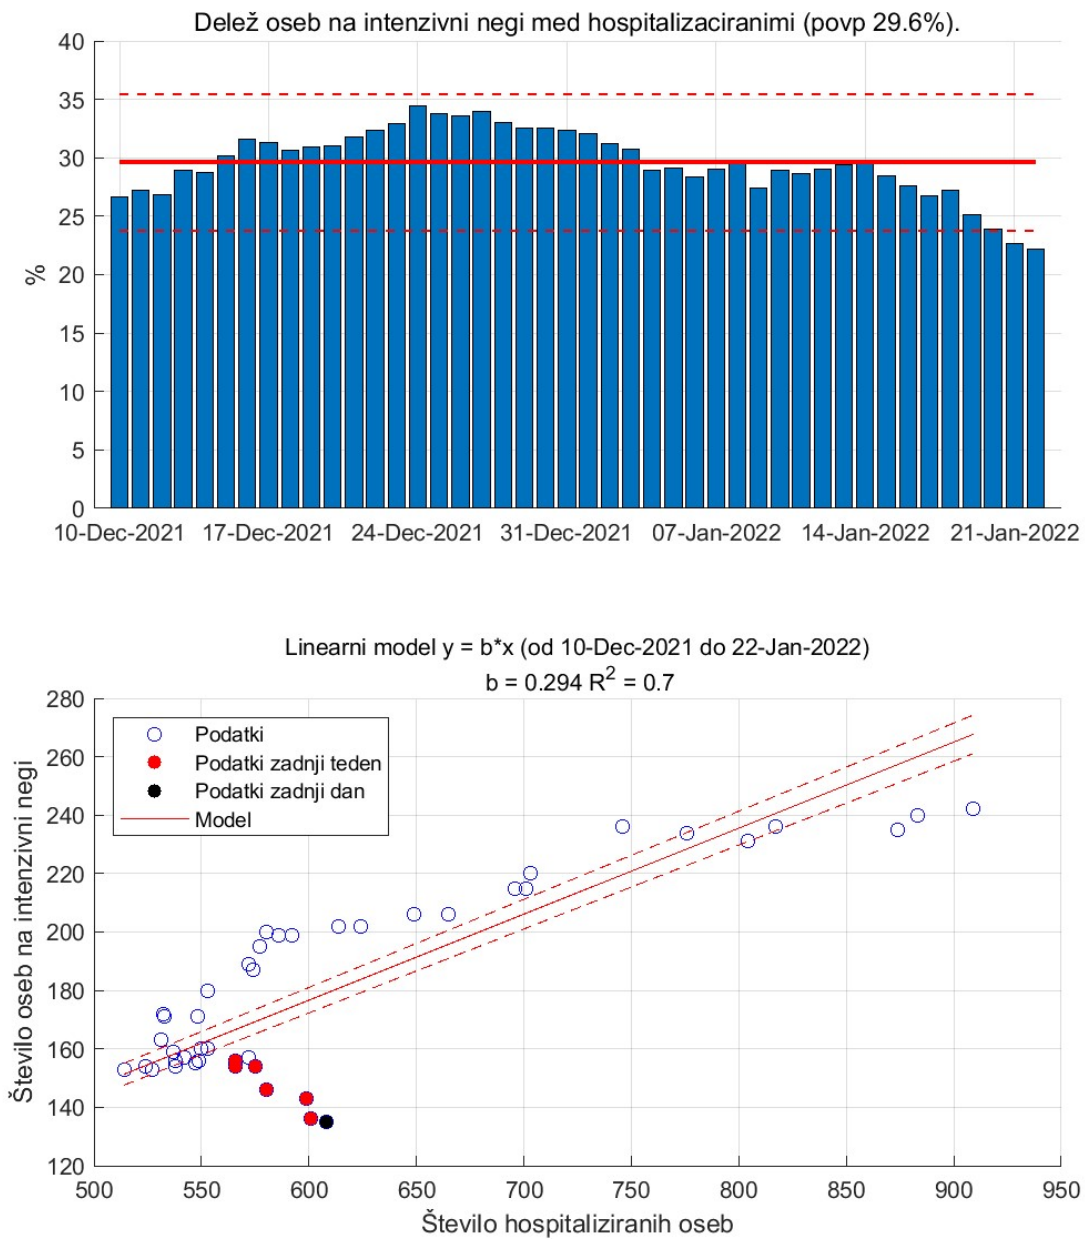 Delež oseb na intenzivni negi med hospitalizaciranimi (povp 29.6%).
40
35
30
25
20
15
10
5
0
%
10-Dec-2021 17-Dec-2021 24-Dec-2021 31-Dec-2021 07-Jan-2022 14-Jan-2022 21-Jan-2022
Linearni model y = b*x (od 10-Dec-2021 do 22-Jan-2022)
b = 0.294 R² = 0.7
280
260
240
220
200
180
160
140
120
Število oseb na intenzivni negi
Podatki
Podatki zadnji teden
Podatki zadnji dan
Model
500 550 600 650 700 750 800 850 900 950
Število hospitaliziranih oseb